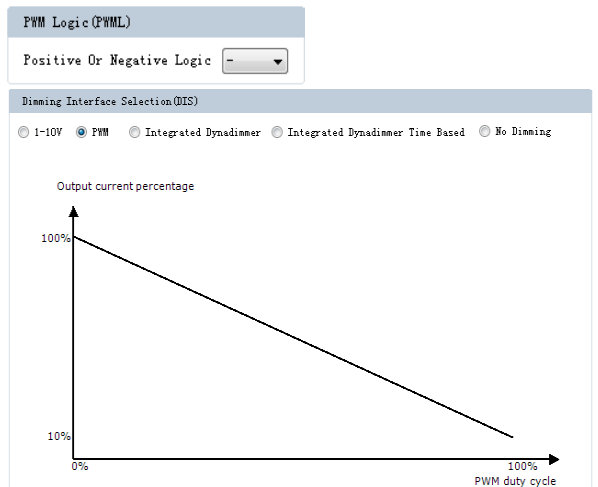 PWM Logic(PWML)
Positive Or Negative Logic -
Dimming Interface Selection(DIS)
1-10V PWM Integrated Dynadimmer Integrated Dynadimmer Time Based No Dimming
Output current percentage
100%
10%
0% 100%
PWM duty cycle